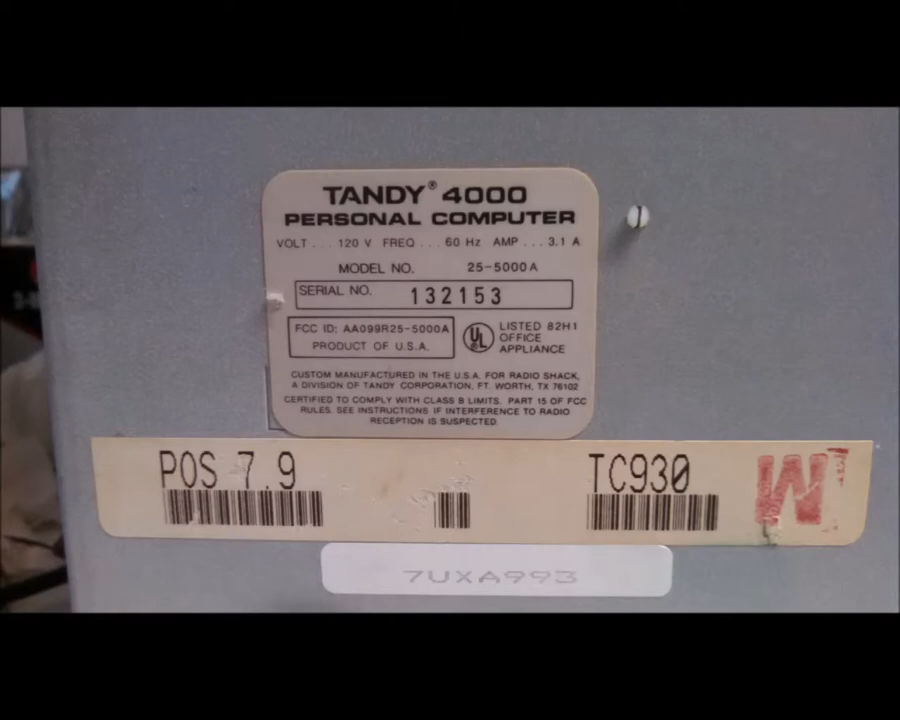 TANDY® 4000
PERSONAL COMPUTER
VOLT ... 120 V FREQ ... 60 Hz AMP ... 3.1 A
MODEL NO. 25-5000A
SERIAL NO. 132153
FCC ID: AAO99R25-5000A
PRODUCT OF U.S.A.
UL
LISTED 82H1
OFFICE
APPLIANCE
CUSTOM MANUFACTURED IN THE U.S.A. FOR RADIO SHACK,
A DIVISION OF TANDY CORPORATION, FT. WORTH, TX 76102
CERTIFIED TO COMPLY WITH CLASS B LIMITS. PART 15 OF FCC
RULES. SEE INSTRUCTIONS IF INTERFERENCE TO RADIO
RECEPTION IS SUSPECTED.
POS 7.9
TC930
M
7UXA993